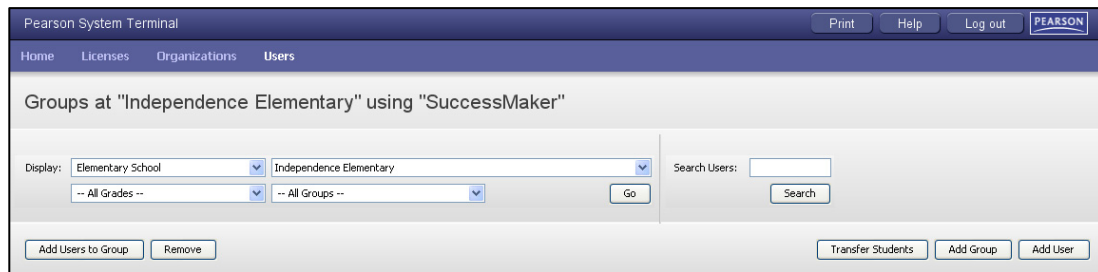 Pearson System Terminal Print Help Log out PEARSON
Home Licenses Organizations Users
Groups at "Independence Elementary" using "SuccessMaker"
Display: Elementary School Independence Elementary Search Users:
-- All Grades -- -- All Groups -- Go Search
Add Users to Group Remove Transfer Students Add Group Add User